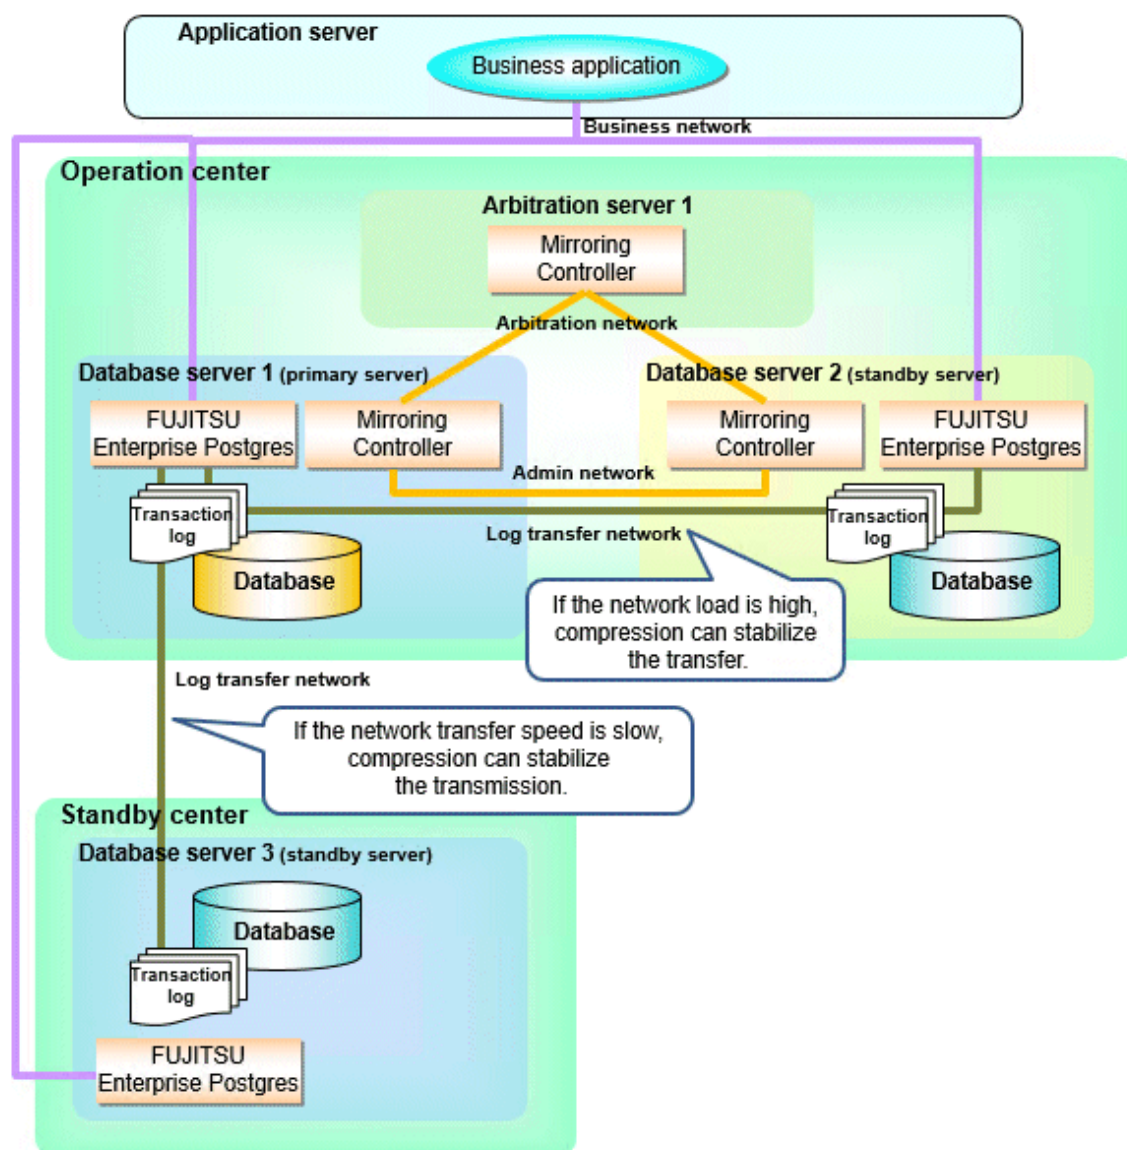 Application server
Business application
Business network
Operation center
Arbitration server 1
Mirroring
Controller
Arbitration network
Database server 1 (primary server)
FUJITSU
Enterprise Postgres
Mirroring
Controller
Database server 2 (standby server)
Mirroring
Controller
FUJITSU
Enterprise Postgres
Admin network
Transaction
log
Database
Log transfer network
Transaction
log
Database
If the network load is high,
compression can stabilize
the transfer.
Log transfer network
If the network transfer speed is slow,
compression can stabilize
the transmission.
Standby center
Database server 3 (standby server)
Database
Transaction
log
FUJITSU
Enterprise Postgres